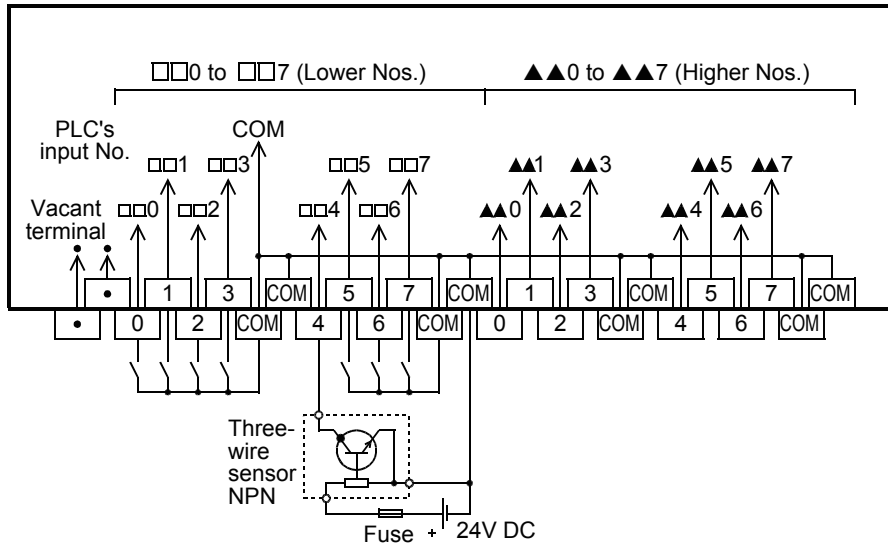 □□0 to □□7 (Lower Nos.) ▲▲0 to ▲▲7 (Higher Nos.)
PLC's input No.
COM
□□1 □□3 □□5 □□7 ▲▲1 ▲▲3 ▲▲5 ▲▲7
Vacant terminal
□□0 □□2 □□4 □□6 ▲▲0 ▲▲2 ▲▲4 ▲▲6
• •
• 1 3 COM 5 7 COM 1 3 COM 5 7 COM
• 0 2 COM 4 6 COM 0 2 COM 4 6 COM
Three-
wire
sensor
NPN
Fuse + 24V DC